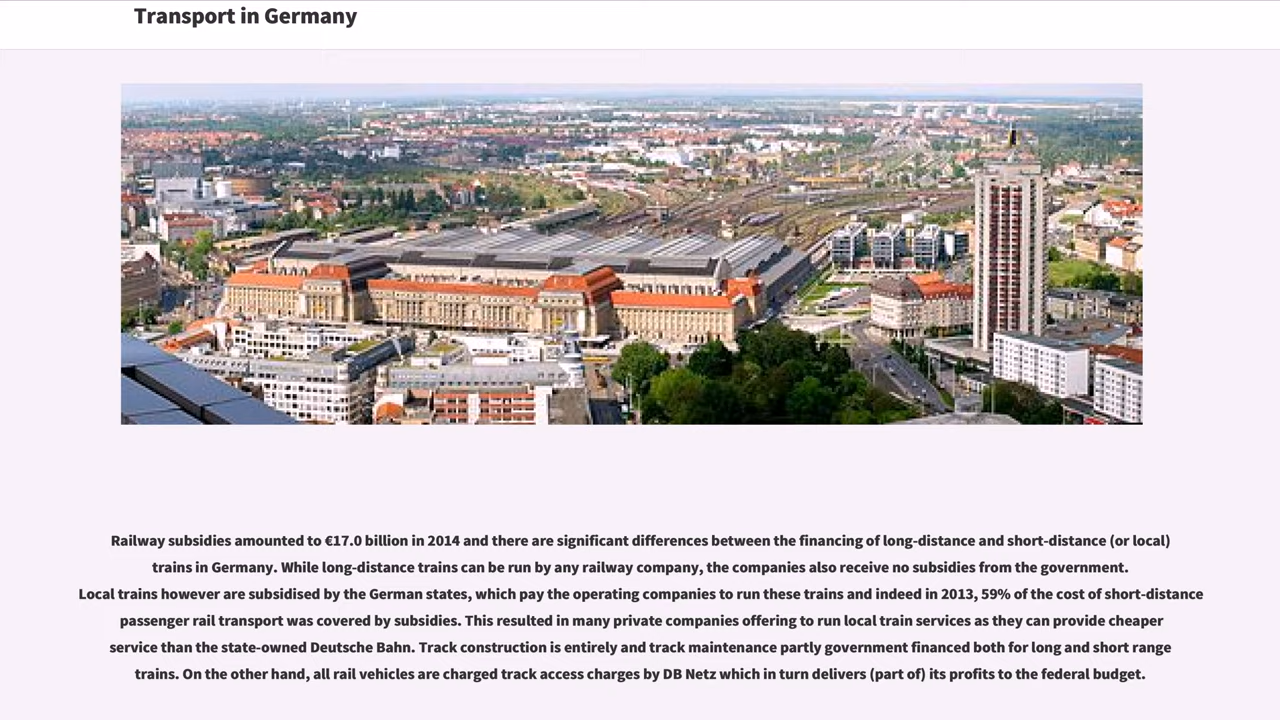 Transport in Germany
Railway subsidies amounted to €17.0 billion in 2014 and there are significant differences between the financing of long-distance and short-distance (or local)
trains in Germany. While long-distance trains can be run by any railway company, the companies also receive no subsidies from the government.
Local trains however are subsidised by the German states, which pay the operating companies to run these trains and indeed in 2013, 59% of the cost of short-distance
passenger rail transport was covered by subsidies. This resulted in many private companies offering to run local train services as they can provide cheaper
service than the state-owned Deutsche Bahn. Track construction is entirely and track maintenance partly government financed both for long and short range
trains. On the other hand, all rail vehicles are charged track access charges by DB Netz which in turn delivers (part of) its profits to the federal budget.